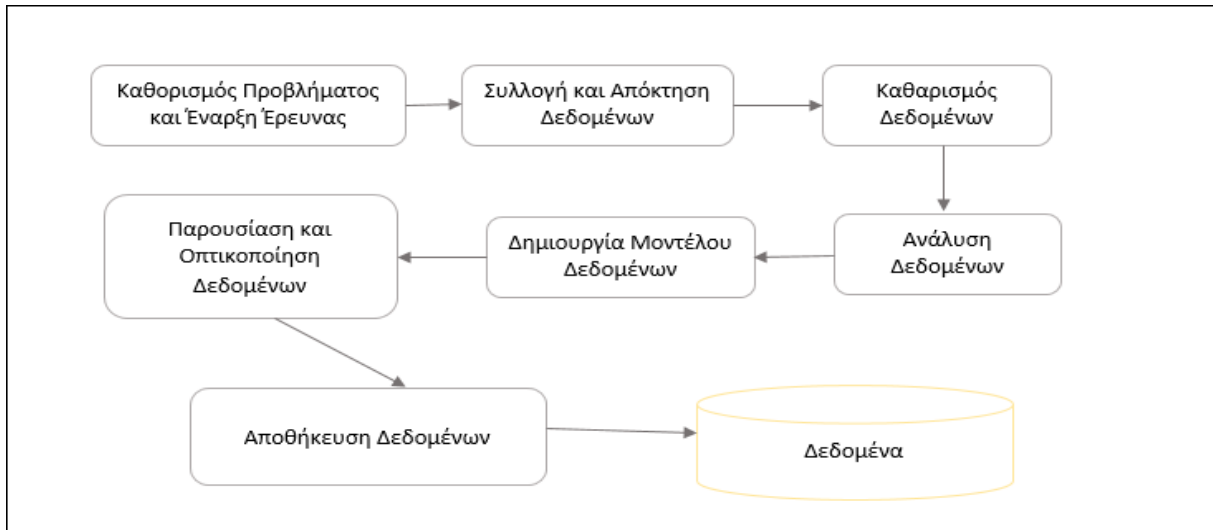 Καθορισμός Προβλήματος
και Έναρξη Έρευνας
Συλλογή και Απόκτηση
Δεδομένων
Καθαρισμός
Δεδομένων
Ανάλυση
Δεδομένων
Δημιουργία Μοντέλου
Δεδομένων
Παρουσίαση και
Οπτικοποίηση
Δεδομένων
Αποθήκευση Δεδομένων
Δεδομένα